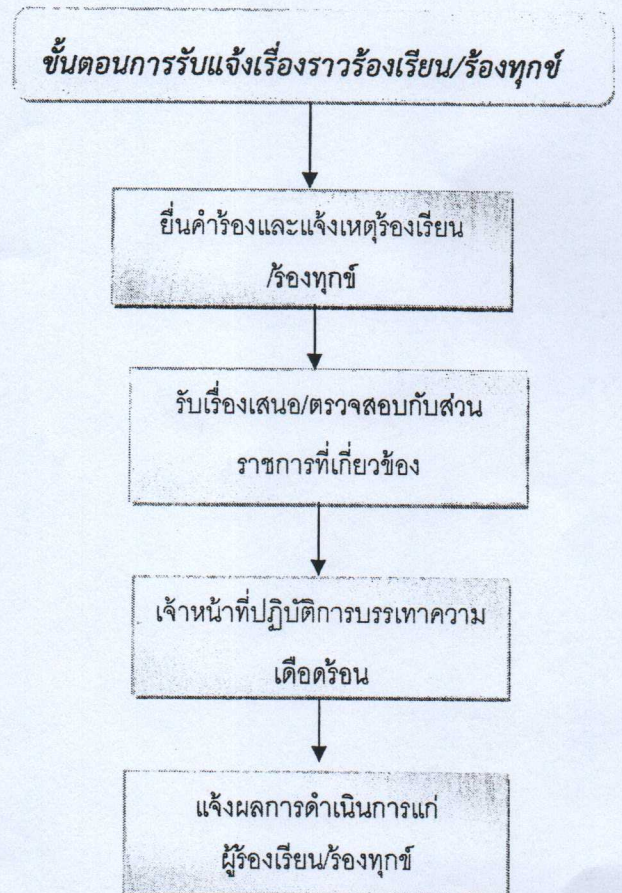 ขั้นตอนการรับแจ้งเรื่องราวร้องเรียน/ร้องทุกข์
ยื่นคำร้องและแจ้งเหตุร้องเรียน
/ร้องทุกข์
รับเรื่องเสนอ/ตรวจสอบกับส่วน
ราชการที่เกี่ยวข้อง
เจ้าหน้าที่ปฏิบัติการบรรเทาความ
เดือดร้อน
แจ้งผลการดำเนินการแก่
ผู้ร้องเรียน/ร้องทุกข์